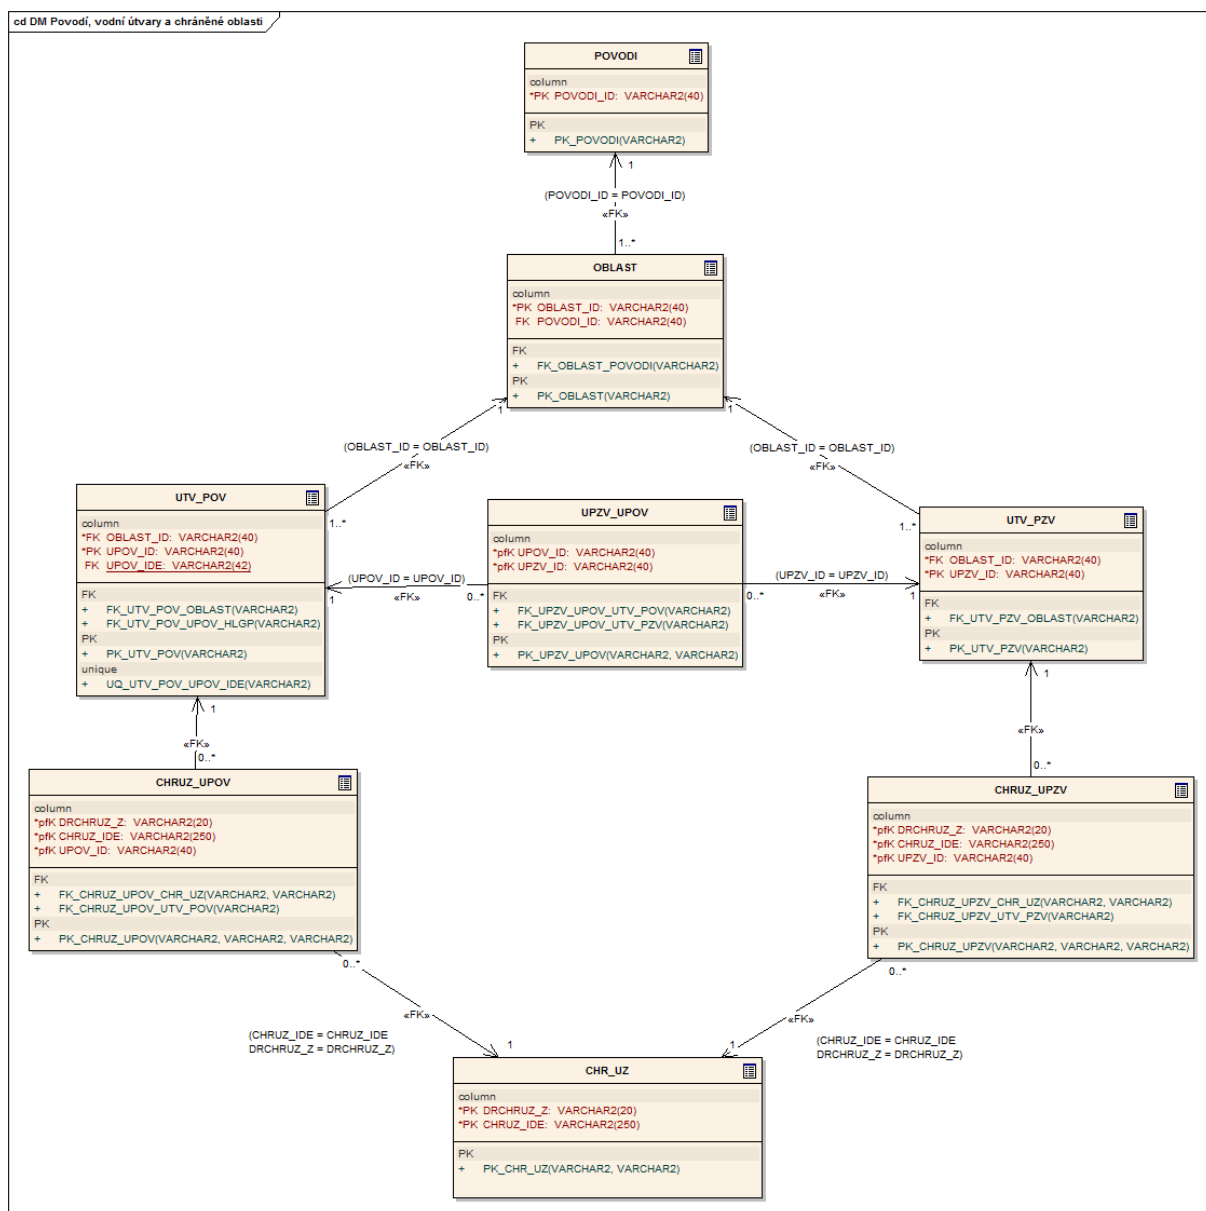 cd DM Povodí, vodní útvary a chráněné oblasti
POVODI
column
*PK POVODI_ID: VARCHAR2(40)
PK
+ PK_POVODI(VARCHAR2)
1
(POVODI_ID = POVODI_ID)
«FK»
1..*
OBLAST
column
*PK OBLAST_ID: VARCHAR2(40)
FK POVODI_ID: VARCHAR2(40)
FK
+ FK_OBLAST_POVODI(VARCHAR2)
PK
+ PK_OBLAST(VARCHAR2)
1
1
(OBLAST_ID = OBLAST_ID)
«FK»
(OBLAST_ID = OBLAST_ID)
«FK»
UTV_POV
column
*FK OBLAST_ID: VARCHAR2(40)
*PK UPOV_ID: VARCHAR2(40)
FK UPOV_IDE: VARCHAR2(42)
FK
+ FK_UTV_POV_OBLAST(VARCHAR2)
+ FK_UTV_POV_UPOV_HLGP(VARCHAR2)
PK
+ PK_UTV_POV(VARCHAR2)
unique
+ UQ_UTV_POV_UPOV_IDE(VARCHAR2)
1..*
(UPOV_ID = UPOV_ID)
«FK»
1
0..*
UPZV_UPOV
column
*pfK UPOV_ID: VARCHAR2(40)
*pfK UPZV_ID: VARCHAR2(40)
FK
+ FK_UPZV_UPOV_UTV_POV(VARCHAR2)
+ FK_UPZV_UPOV_UTV_PZV(VARCHAR2)
PK
+ PK_UPZV_UPOV(VARCHAR2, VARCHAR2)
(UPZV_ID = UPZV_ID)
«FK»
0..*
1
1..*
UTV_PZV
column
*FK OBLAST_ID: VARCHAR2(40)
*PK UPZV_ID: VARCHAR2(40)
FK
+ FK_UTV_PZV_OBLAST(VARCHAR2)
PK
+ PK_UTV_PZV(VARCHAR2)
1
«FK»
0..*
1
«FK»
0..*
CHRUZ_UPOV
column
*pfK DRCHRUZ_Z: VARCHAR2(20)
*pfK CHRUZ_IDE: VARCHAR2(250)
*pfK UPOV_ID: VARCHAR2(40)
FK
+ FK_CHRUZ_UPOV_CHR_UZ(VARCHAR2, VARCHAR2)
+ FK_CHRUZ_UPOV_UTV_POV(VARCHAR2)
PK
+ PK_CHRUZ_UPOV(VARCHAR2, VARCHAR2, VARCHAR2)
CHRUZ_UPZV
column
*pfK DRCHRUZ_Z: VARCHAR2(20)
*pfK CHRUZ_IDE: VARCHAR2(250)
*pfK UPZV_ID: VARCHAR2(40)
FK
+ FK_CHRUZ_UPZV_CHR_UZ(VARCHAR2, VARCHAR2)
+ FK_CHRUZ_UPZV_UTV_PZV(VARCHAR2)
PK
+ PK_CHRUZ_UPZV(VARCHAR2, VARCHAR2, VARCHAR2)
0..*
«FK»
(CHRUZ_IDE = CHRUZ_IDE
DRCHRUZ_Z = DRCHRUZ_Z)
1
0..*
«FK»
(CHRUZ_IDE = CHRUZ_IDE
DRCHRUZ_Z = DRCHRUZ_Z)
1
CHR_UZ
column
*PK DRCHRUZ_Z: VARCHAR2(20)
*PK CHRUZ_IDE: VARCHAR2(250)
PK
+ PK_CHR_UZ(VARCHAR2, VARCHAR2)